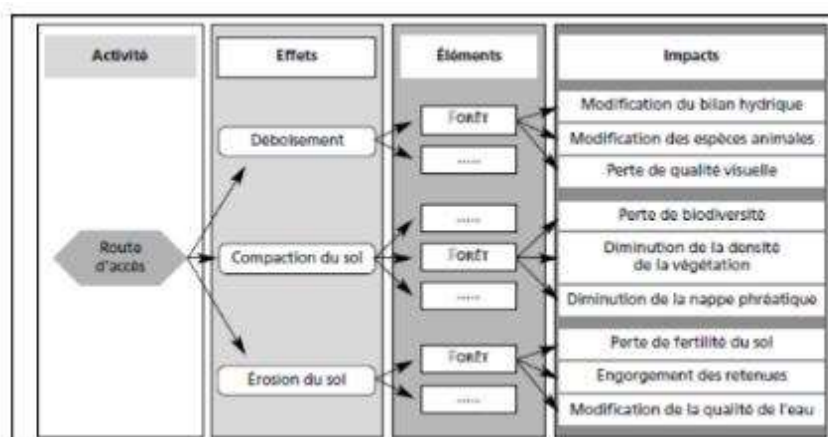 Activité
Effets
Éléments
Impacts
Route
d'accès
Déboisement
Compaction du sol
Érosion du sol
FORÊT
.....
.....
FORÊT
.....
FORÊT
.....
Modification du bilan hydrique
Modification des espèces animales
Perte de qualité visuelle
Perte de biodiversité
Diminution de la densité
de la végétation
Diminution de la nappe phréatique
Perte de fertilité du sol
Engorgement des retenues
Modification de la qualité de l'eau